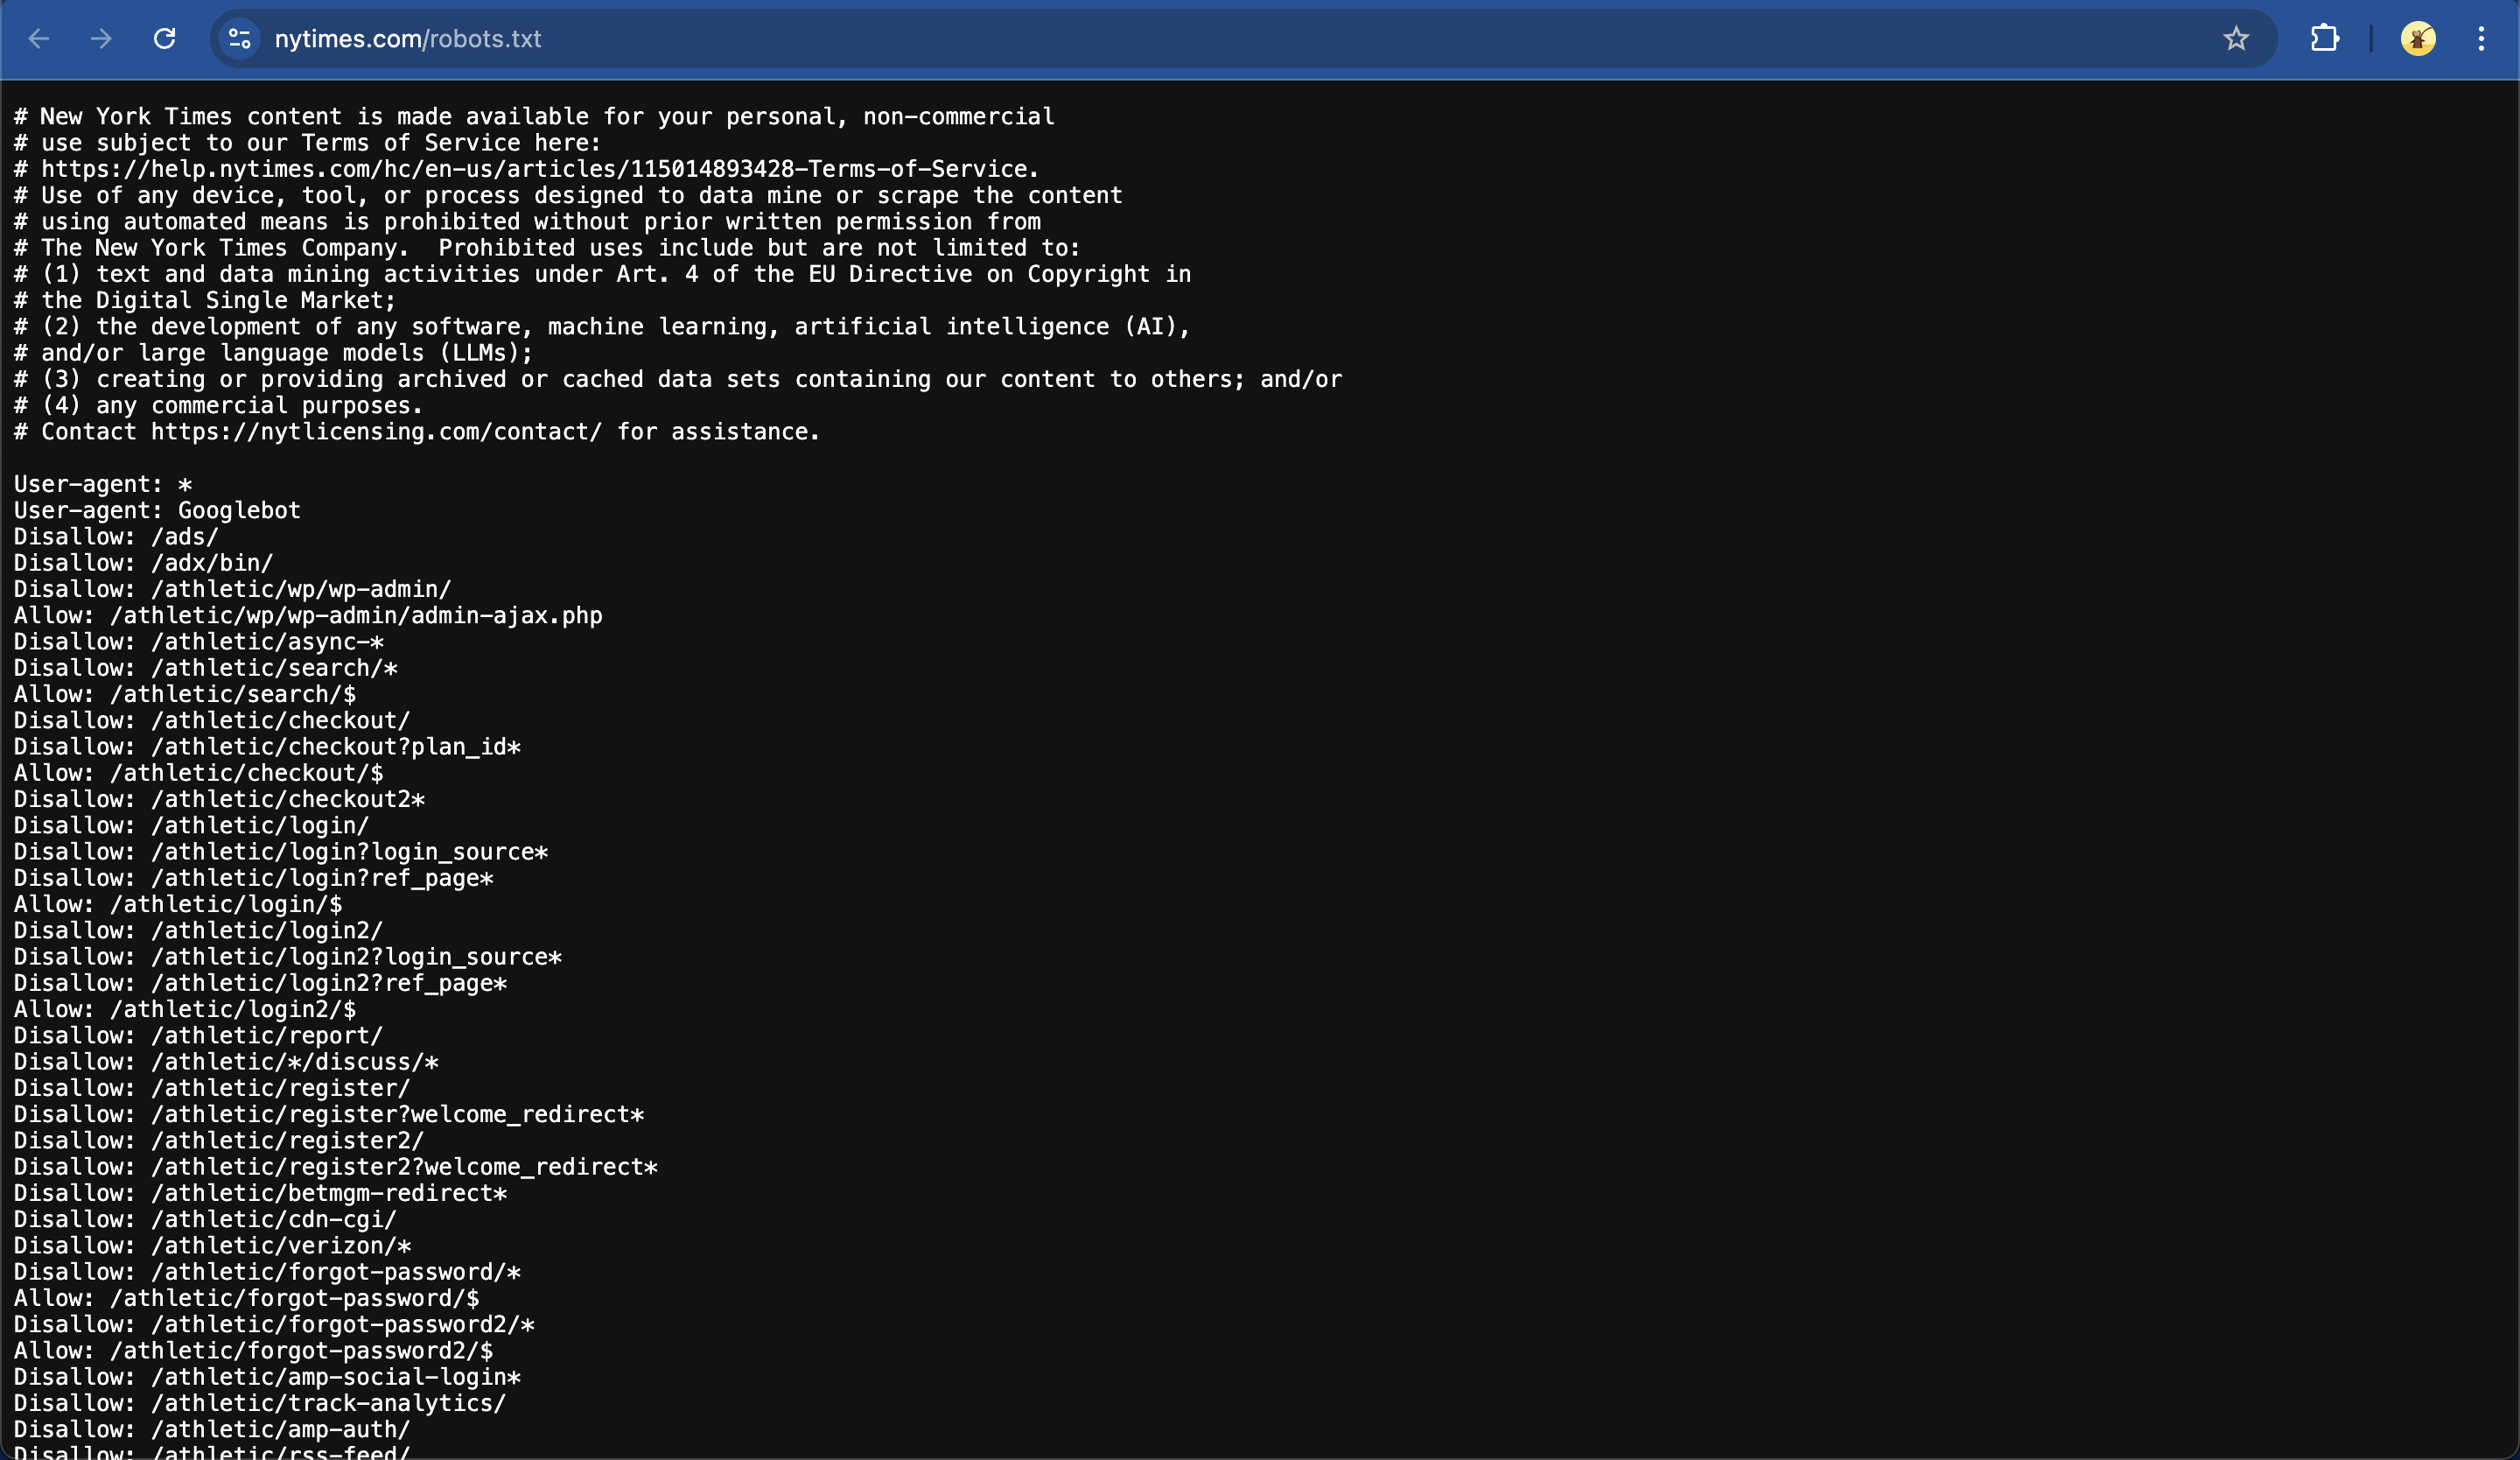 nytimes.com/robots.txt
# New York Times content is made available for your personal, non-commercial
# use subject to our Terms of Service here:
# https://help.nytimes.com/hc/en-us/articles/115014893428-Terms-of-Service.
# Use of any device, tool, or process designed to data mine or scrape the content
# using automated means is prohibited without prior written permission from
# The New York Times Company.  Prohibited uses include but are not limited to:
# (1) text and data mining activities under Art. 4 of the EU Directive on Copyright in
# the Digital Single Market;
# (2) the development of any software, machine learning, artificial intelligence (AI),
# and/or large language models (LLMs);
# (3) creating or providing archived or cached data sets containing our content to others; and/or
# (4) any commercial purposes.
# Contact https://nytlicensing.com/contact/ for assistance.

User-agent: *
User-agent: Googlebot
Disallow: /ads/
Disallow: /adx/bin/
Disallow: /athletic/wp/wp-admin/
Allow: /athletic/wp/wp-admin/admin-ajax.php
Disallow: /athletic/async-*
Disallow: /athletic/search/*
Allow: /athletic/search/$
Disallow: /athletic/checkout/
Disallow: /athletic/checkout?plan_id*
Allow: /athletic/checkout/$
Disallow: /athletic/checkout2*
Disallow: /athletic/login/
Disallow: /athletic/login?login_source*
Disallow: /athletic/login?ref_page*
Allow: /athletic/login/$
Disallow: /athletic/login2/
Disallow: /athletic/login2?login_source*
Disallow: /athletic/login2?ref_page*
Allow: /athletic/login2/$
Disallow: /athletic/report/
Disallow: /athletic/*/discuss/*
Disallow: /athletic/register/
Disallow: /athletic/register?welcome_redirect*
Disallow: /athletic/register2/
Disallow: /athletic/register2?welcome_redirect*
Disallow: /athletic/betmgm-redirect*
Disallow: /athletic/cdn-cgi/
Disallow: /athletic/verizon/*
Disallow: /athletic/forgot-password/*
Allow: /athletic/forgot-password/$
Disallow: /athletic/forgot-password2/*
Allow: /athletic/forgot-password2/$
Disallow: /athletic/amp-social-login*
Disallow: /athletic/track-analytics/
Disallow: /athletic/amp-auth/
Disallow: /athletic/rss-feed/